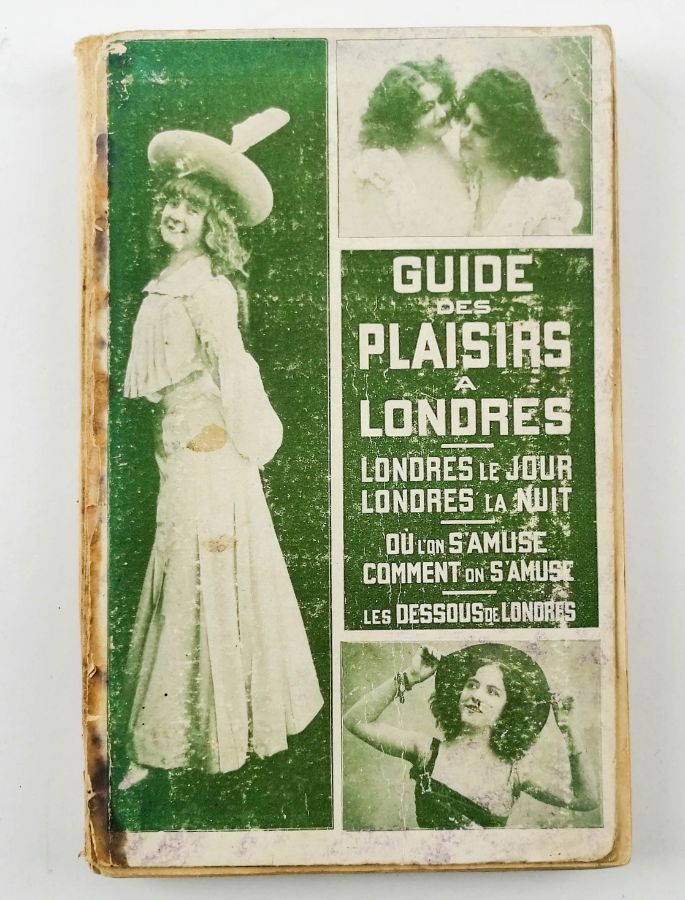 GUIDE
DES
PLAISIRS
A
LONDRES
LONDRES LE JOUR
LONDRES LA NUIT
OÙ L'ON S'AMUSE
COMMENT ON S'AMUSE
LES DESSOUS DE LONDRES